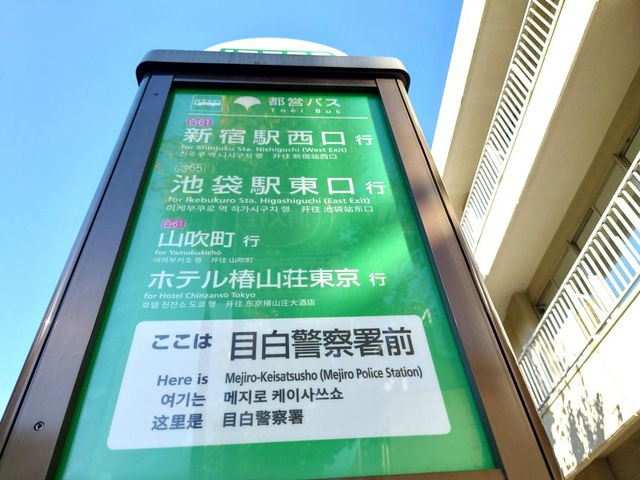 都営バス
Toei Bus
白61
新宿駅西口 行
for Shinjuku Sta. Nishiguchi (West Exit)
신주쿠 역 니시구치 행 开往 新宿站西口
池65
池袋駅東口 行
for Ikebukuro Sta. Higashiguchi (East Exit)
이케부쿠로 역 히가시구치 행 开往 池袋站东口
白61
山吹町 行
for Yamabukichō
야마부키초 행 开往 山吹町
ホテル椿山荘東京 行
for Hotel Chinzansō Tokyo
호텔 진잔소 도쿄 행 开往 东京椿山庄大酒店
ここは 目白警察署前
Here is Mejiro-Keisatsusho (Mejiro Police Station)
여기는 메지로 케이사쓰쇼
这里是 目白警察署